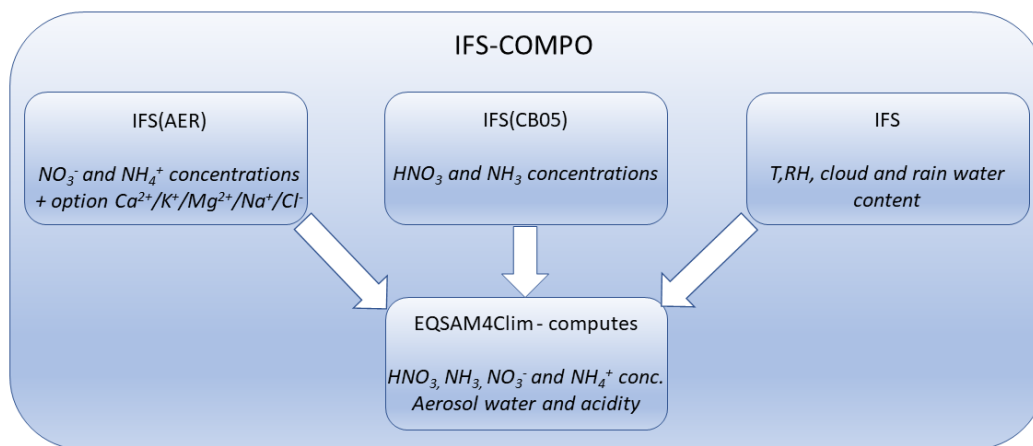 IFS-COMPO
IFS(AER)
NO₃⁻ and NH₄⁺ concentrations
+ option Ca²⁺/K⁺/Mg²⁺/Na⁺/Cl⁻
IFS(CB05)
HNO₃ and NH₃ concentrations
IFS
T,RH, cloud and rain water
content
EQSAM4Clim - computes
HNO₃, NH₃, NO₃⁻ and NH₄⁺ conc.
Aerosol water and acidity